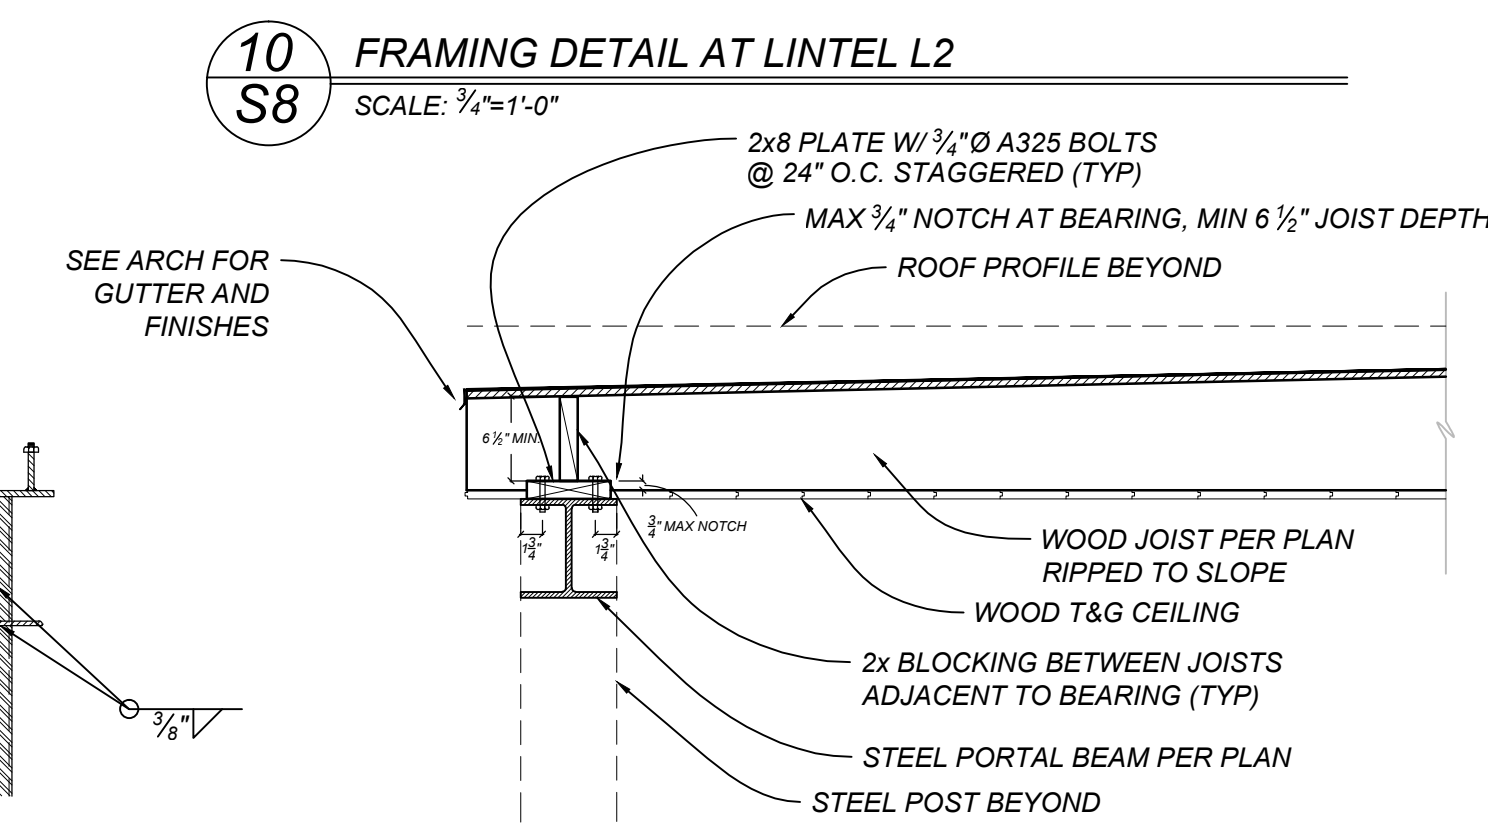 10
S8
FRAMING DETAIL AT LINTEL L2
SCALE: 3/4"=1'-0"
2x8 PLATE W/ 3/4"Ø A325 BOLTS
@ 24" O.C. STAGGERED (TYP)
MAX 3/4" NOTCH AT BEARING, MIN 6 1/2" JOIST DEPTH
ROOF PROFILE BEYOND
SEE ARCH FOR
GUTTER AND
FINISHES
6 1/2" MIN.
3/4" MAX NOTCH
1 3/4"
1 3/4"
WOOD JOIST PER PLAN
RIPPED TO SLOPE
WOOD T&G CEILING
2x BLOCKING BETWEEN JOISTS
ADJACENT TO BEARING (TYP)
3/8"
STEEL PORTAL BEAM PER PLAN
STEEL POST BEYOND